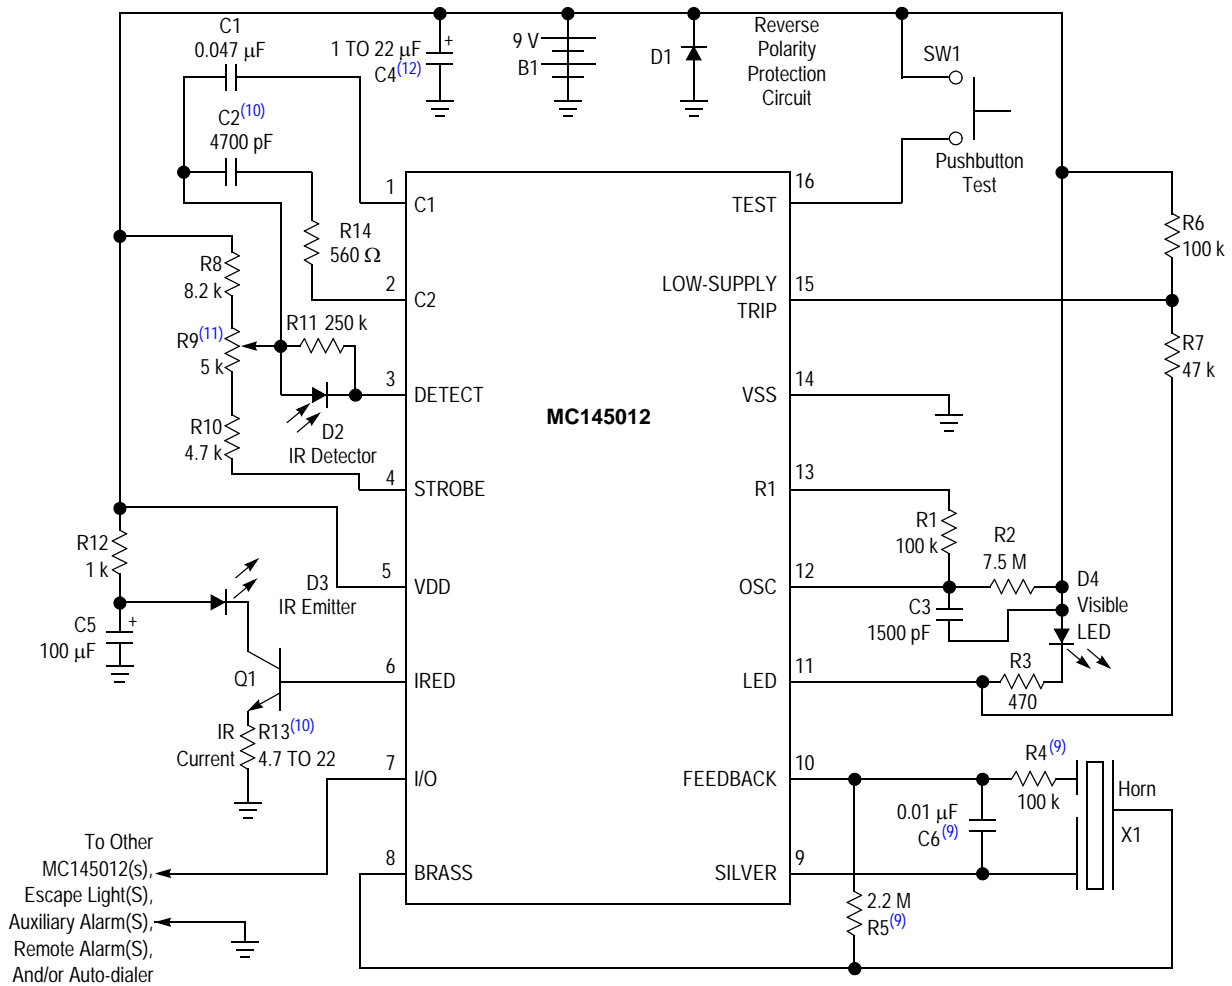 C1
0.047 μF
C2(10)
4700 pF
1 TO 22 μF
+
C4(12)
9 V
B1
D1
Reverse
Polarity
Protection
Circuit
SW1
Pushbutton
Test
R14
560 Ω
R8
8.2 k
R9(11)
5 k
R10
4.7 k
R11 250 k
D2
IR Detector
R12
1 k
C5
100 μF
+
D3
IR Emitter
Q1
IR
Current
R13(10)
4.7 TO 22
To Other
MC145012(s),
Escape Light(S),
Auxiliary Alarm(S),
Remote Alarm(S),
And/or Auto-dialer
MC145012
1
C1
2
C2
3
DETECT
4
STROBE
5
VDD
6
IRED
7
I/O
8
BRASS
16
TEST
15
LOW-SUPPLY
TRIP
14
VSS
13
R1
12
OSC
11
LED
10
FEEDBACK
9
SILVER
R6
100 k
R7
47 k
R1
100 k
R2
7.5 M
C3
1500 pF
D4
Visible
LED
R3
470
R4(9)
100 k
0.01 μF
C6(9)
2.2 M
R5(9)
Horn
X1